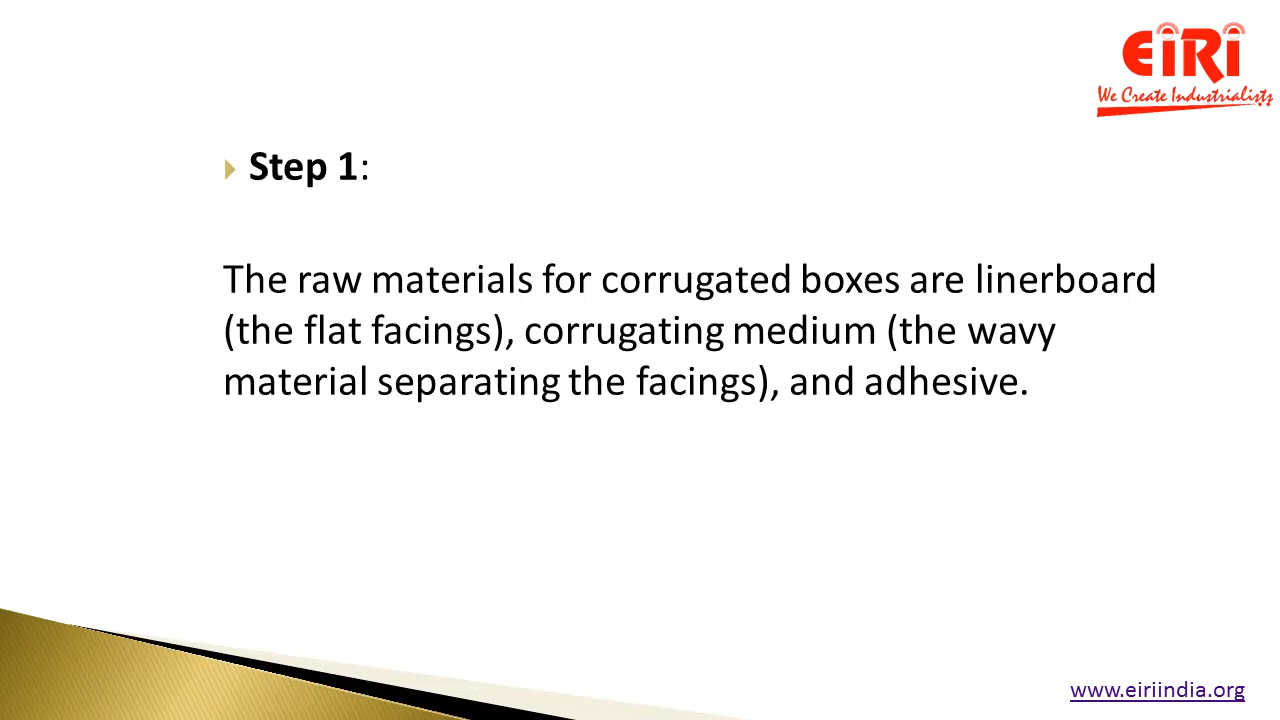 EiRi
We Create Industrialists
Step 1:
The raw materials for corrugated boxes are linerboard
(the flat facings), corrugating medium (the wavy
material separating the facings), and adhesive.
www.eiriindia.org